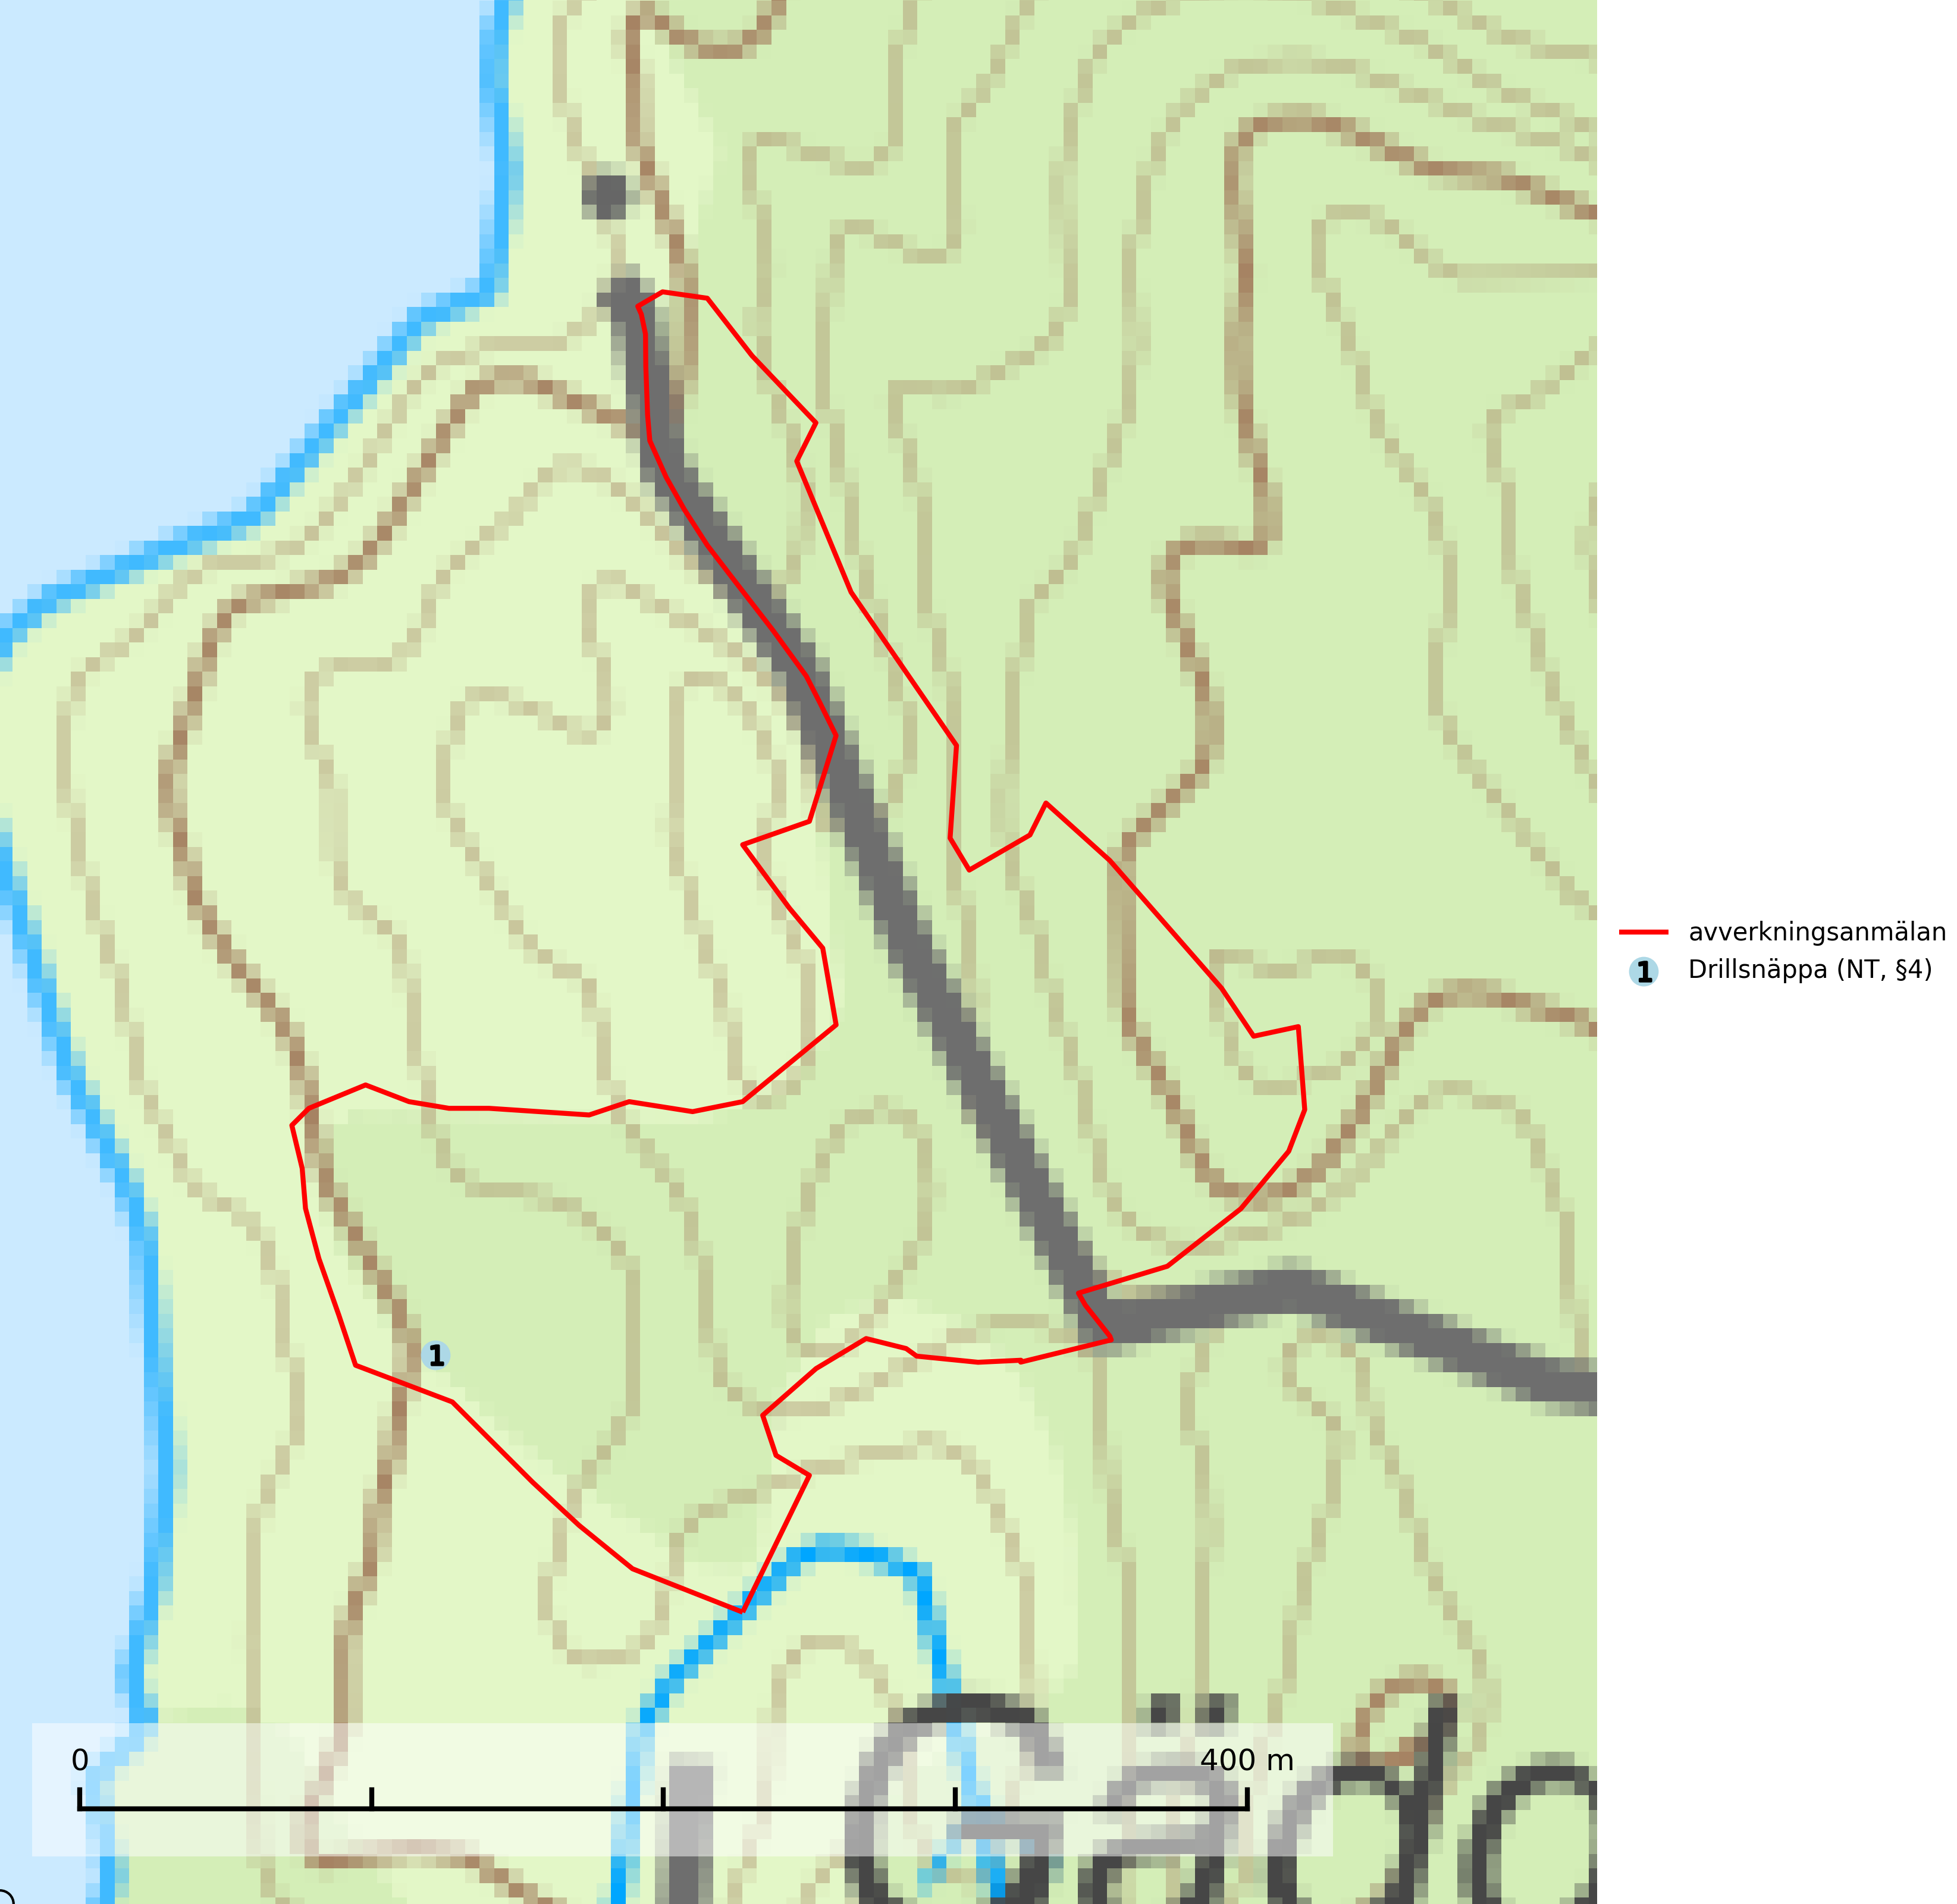 avverkningsanmälan
1 Drillsnäppa (NT, §4)
1
0 400 m